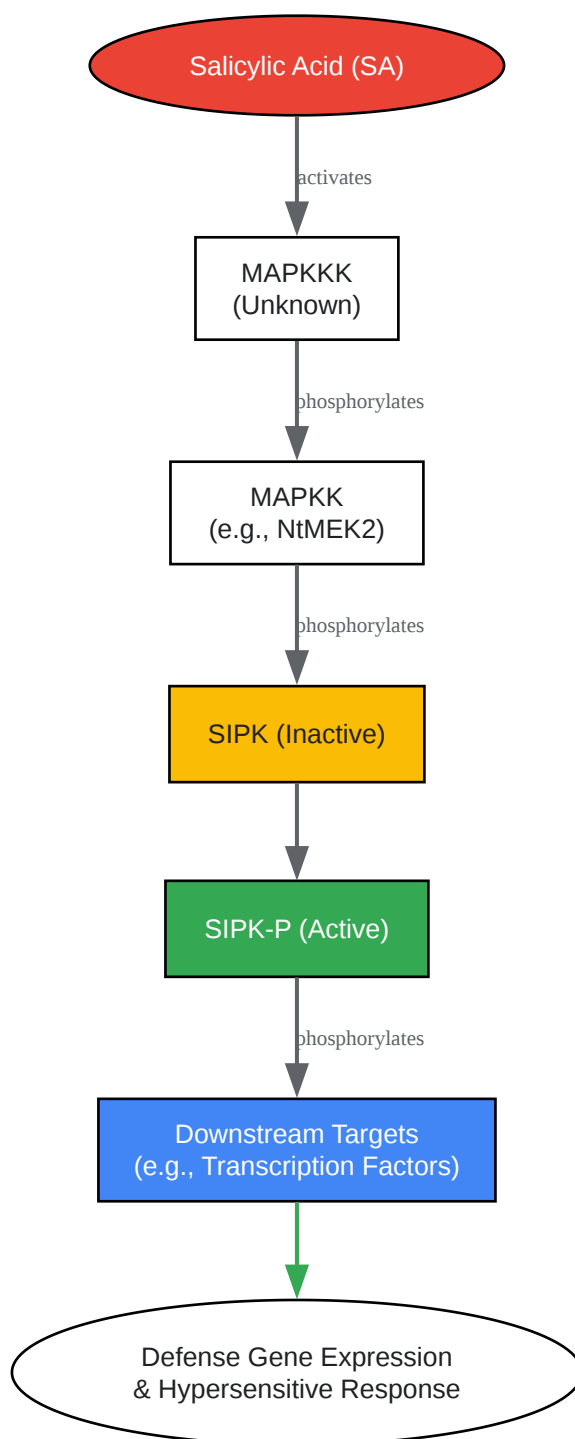 Salicylic Acid (SA)
activates
MAPKKK
(Unknown)
phosphorylates
MAPKK
(e.g., NtMEK2)
phosphorylates
SIPK (Inactive)
SIPK-P (Active)
phosphorylates
Downstream Targets
(e.g., Transcription Factors)
Defense Gene Expression
& Hypersensitive Response